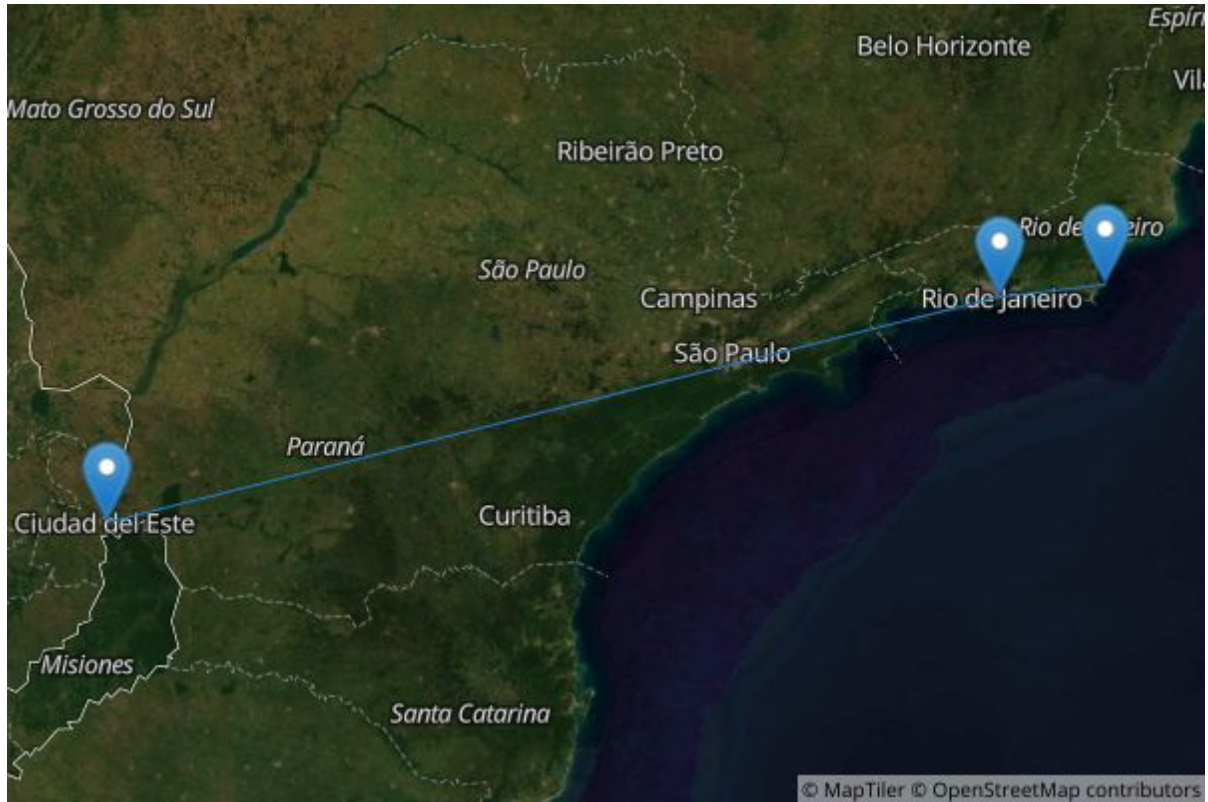 Espíri
Belo Horizonte
Vila
Mato Grosso do Sul
Ribeirão Preto
Rio de
eiro
São Paulo
Campinas
Rio de Janeiro
São Paulo
Paraná
Ciudad del Este
Curitiba
Misiones
Santa Catarina
© MapTiler © OpenStreetMap contributors